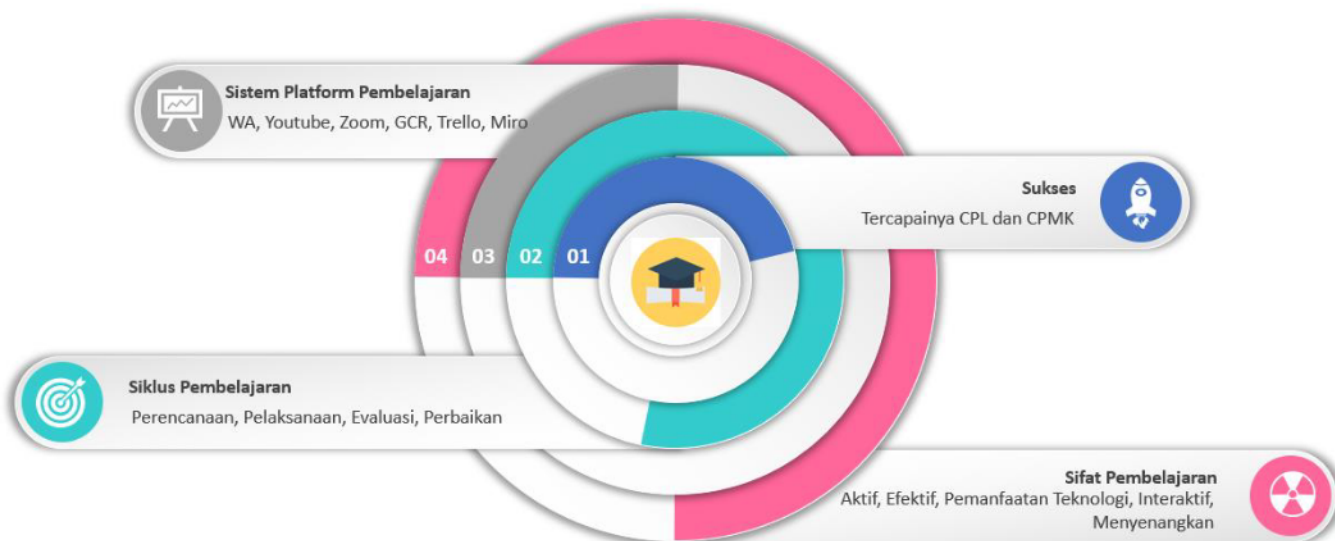 Sistem Platform Pembelajaran
WA, Youtube, Zoom, GCR, Trello, Miro
Sukses
Tercapainya CPL dan CPMK
04 03 02 01
Siklus Pembelajaran
Perencanaan, Pelaksanaan, Evaluasi, Perbaikan
Sifat Pembelajaran
Aktif, Efektif, Pemanfaatan Teknologi, Interaktif,
Menyenangkan